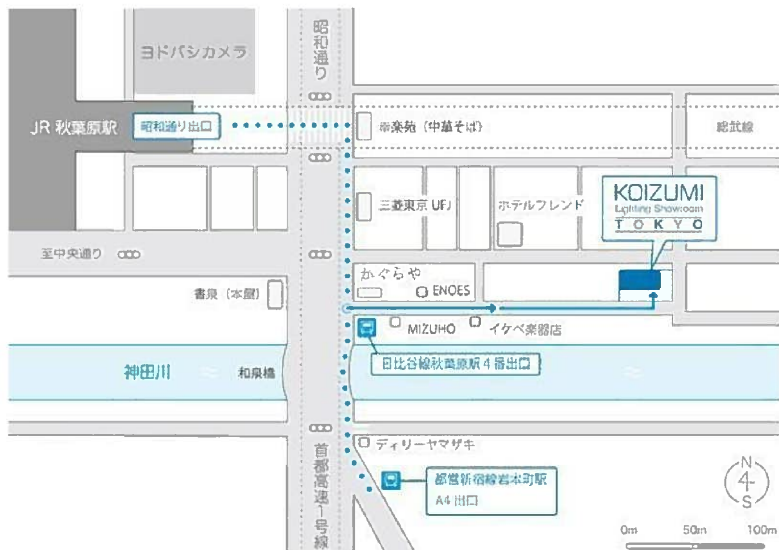 ヨドバシカメラ
昭和通り
JR 秋葉原駅
昭和通り出口
楽苑（中華そば）
総武線
三菱東京UFJ
ホテルフレンド
KOIZUMI
Lighting Showroom
TOKYO
至中央通り
かぐらや
ENOES
書泉（本屋）
MIZUHO
イケベ楽器店
日比谷線秋葉原駅4番出口
神田川
和泉橋
首都高速1号線
ディリーヤマザキ
都営新宿線岩本町駅
A4 出口
N
S
0m
50m
100m